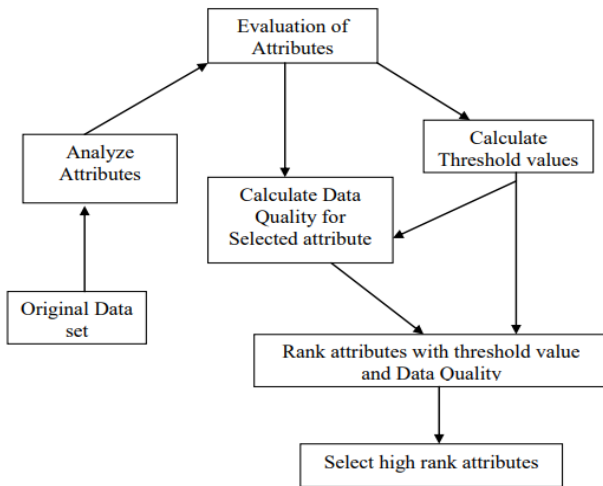 Evaluation of
Attributes
Analyze
Attributes
Calculate
Threshold values
Calculate Data
Quality for
Selected attribute
Original Data
set
Rank attributes with threshold value
and Data Quality
Select high rank attributes